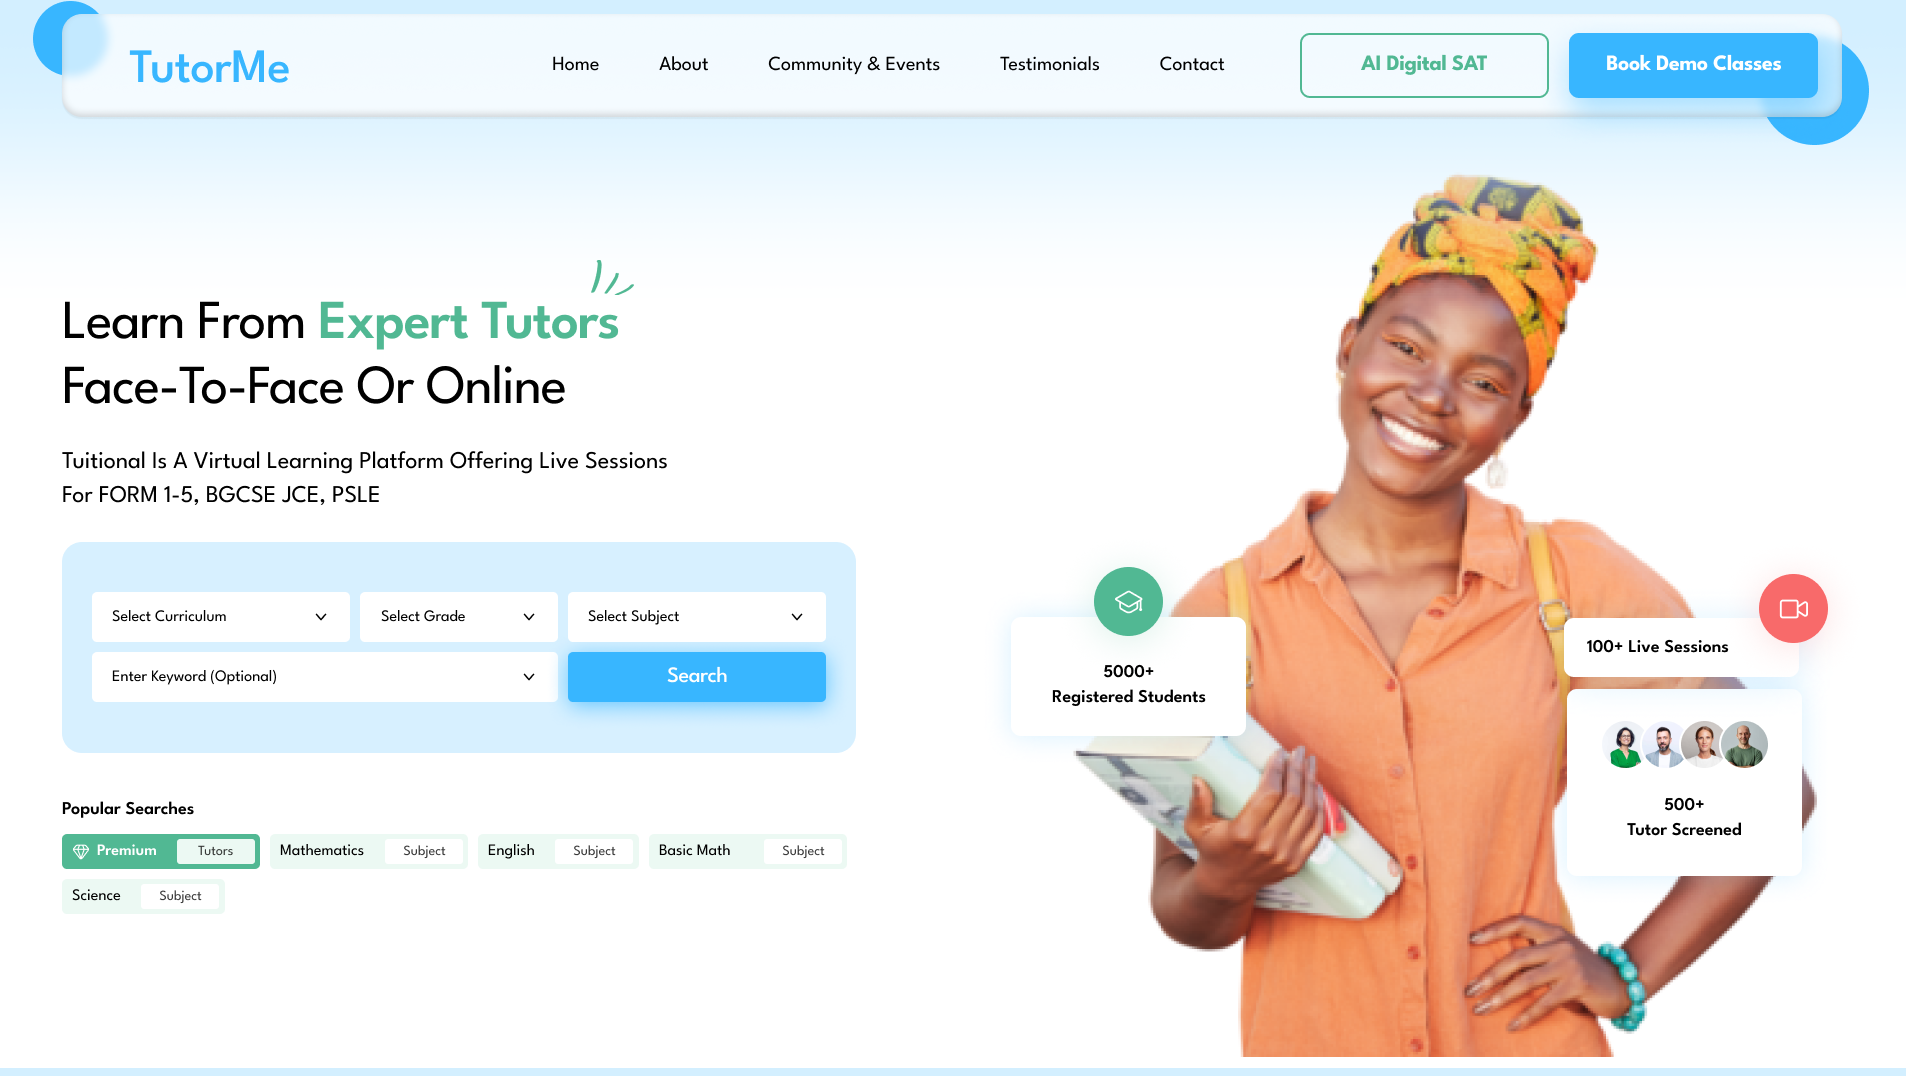 TutorMe
Home
About
Community & Events
Testimonials
Contact
AI Digital SAT
Book Demo Classes
Learn From Expert Tutors
Face-To-Face Or Online
Tuitional Is A Virtual Learning Platform Offering Live Sessions
For FORM 1-5, BGCSE JCE, PSLE
Select Curriculum
Select Grade
Select Subject
Enter Keyword (Optional)
Search
Popular Searches
Premium Tutors
Mathematics Subject
English Subject
Basic Math Subject
Science Subject
5000+
Registered Students
100+ Live Sessions
500+
Tutor Screened